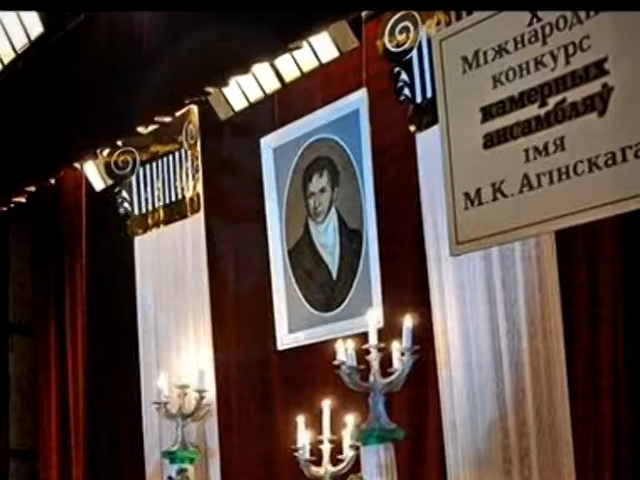 X
Міжнародн
конкурс
камерных
ансамбляў
імя
М.К.Агінскага